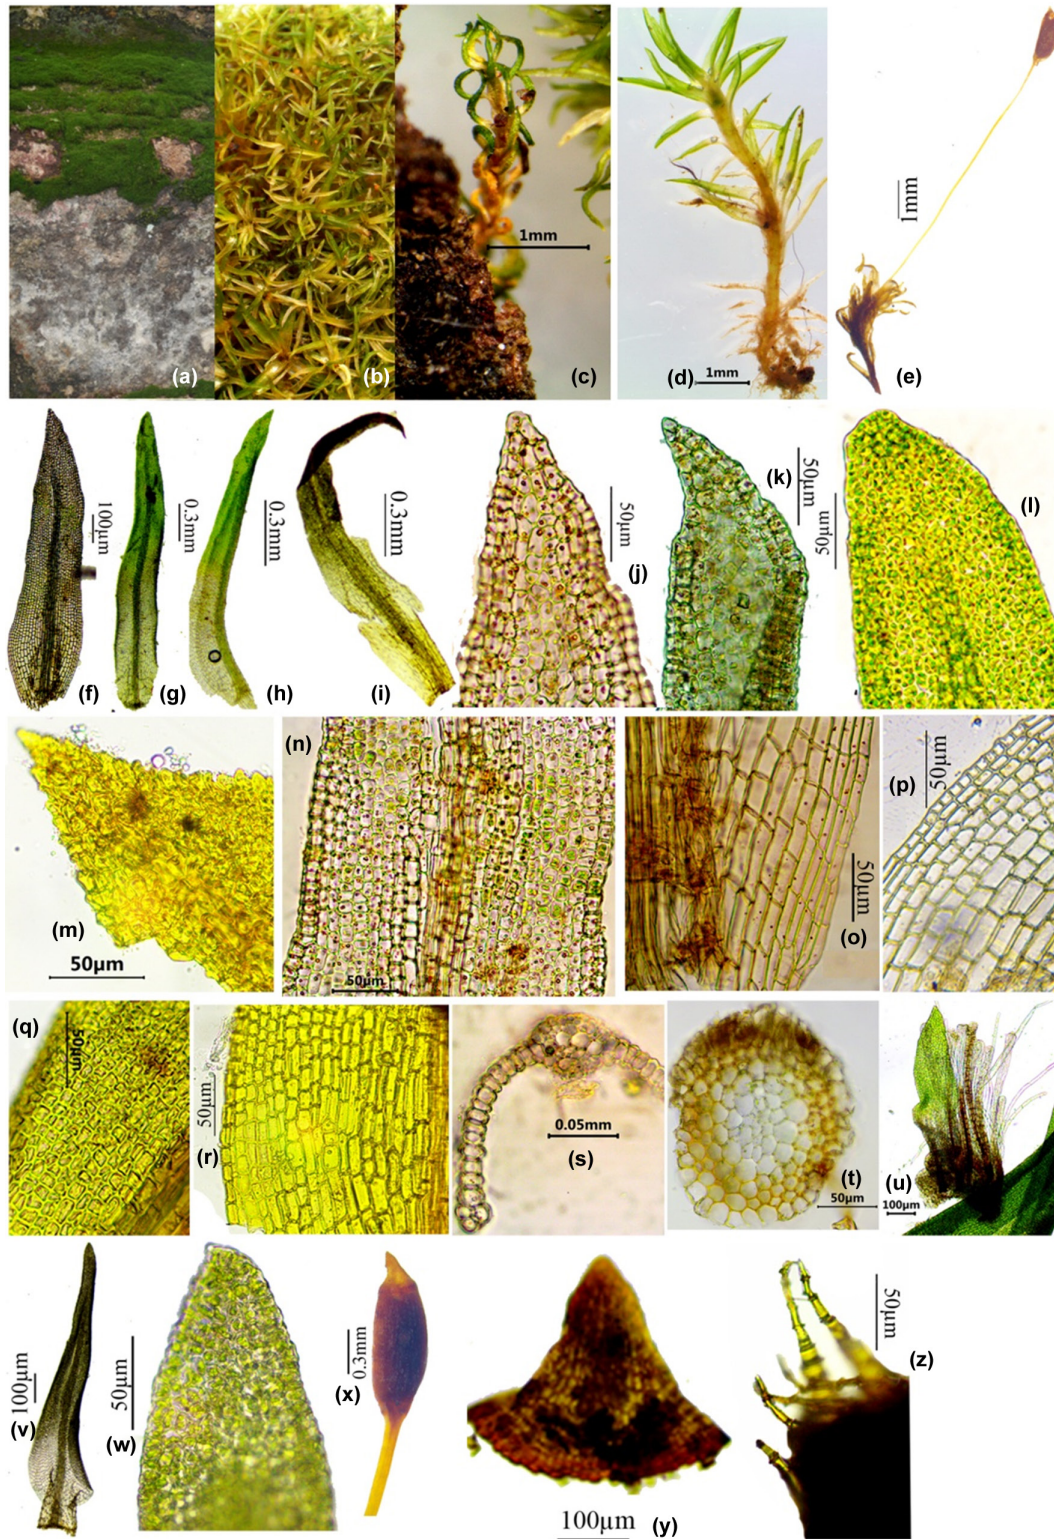 (a)
(b)
1mm
(c)
(d)
1mm
1mm
(e)
100µm
(f)
0.3mm
(g)
0.3mm
(h)
0.3mm
(i)
50µm
(j)
(k)
50µm
50µm
(l)
(m)
50µm
(n)
50µm
50µm
(o)
50µm
(p)
(q)
50µm
50µm
(r)
0.05mm
(s)
(t)
50µm
(u)
100µm
100µm
(v)
50µm
(w)
0.3mm
(x)
100µm
(y)
50µm
(z)